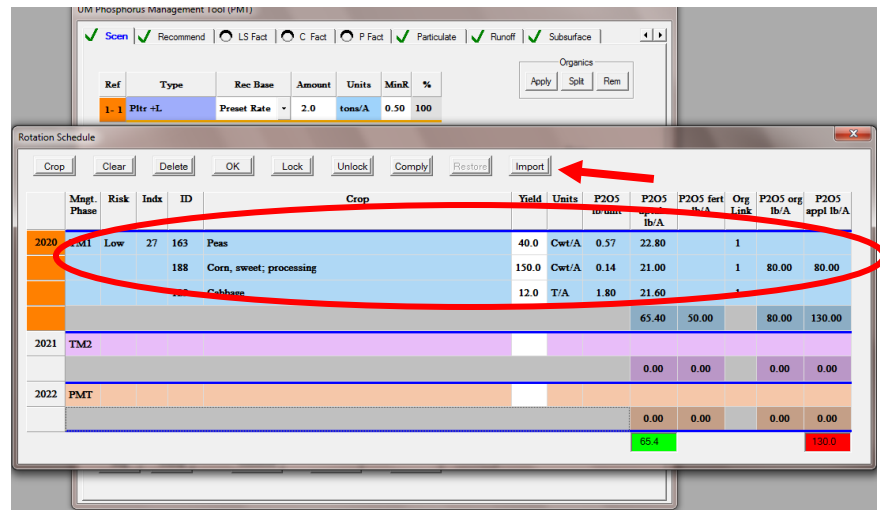 UM Phosphorus Management Tool (PMT)
Scen Recommend LS Fact C Fact P Fact Particulate Runoff Subsurface
Organics
Apply Split Rem
Ref Type Rec Base Amount Units MinR %
1- 1 Pltr +L Preset Rate 2.0 tons/A 0.50 100
Rotation Schedule
Crop Clear Delete OK Lock Unlock Comply Restore Import
Mngt. Phase Risk Indx ID Crop Yield Units P2O5 lb/unit P2O5 lb/A P2O5 fert lb/A Org Link P2O5 org lb/A P2O5 appl lb/A
2020 PM1 Low 27 163 Peas 40.0 Cwt/A 0.57 22.80 1
188 Corn, sweet; processing 150.0 Cwt/A 0.14 21.00 1 80.00 80.00
Cabbage 12.0 T/A 1.80 21.60
65.40 50.00 80.00 130.00
2021 TM2
0.00 0.00 0.00 0.00
2022 PMT
0.00 0.00 0.00 0.00
65.4 130.0